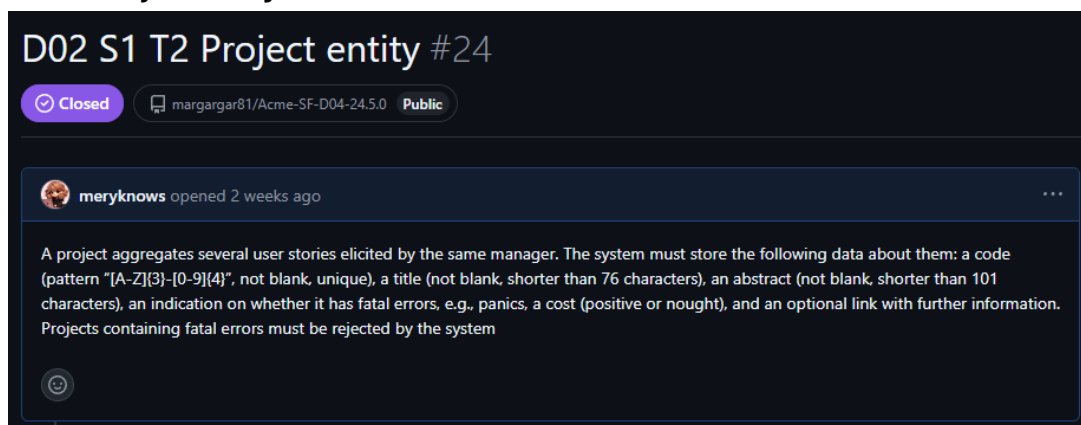 D02 S1 T2 Project entity #24
Closed margargar81/Acme-SF-D04-24.5.0 Public
meryknows opened 2 weeks ago
A project aggregates several user stories elicited by the same manager. The system must store the following data about them: a code
(pattern “[A-Z]{3}-[0-9]{4}”, not blank, unique), a title (not blank, shorter than 76 characters), an abstract (not blank, shorter than 101
characters), an indication on whether it has fatal errors, e.g., panics, a cost (positive or nought), and an optional link with further information.
Projects containing fatal errors must be rejected by the system